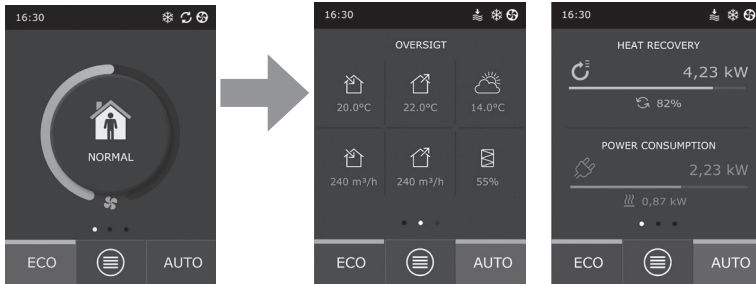 16:30
NORMAL
ECO
AUTO
16:30
OVERSIGT
20.0°C 22.0°C 14.0°C
240 m³/h 240 m³/h 55%
ECO
AUTO
16:30
HEAT RECOVERY
4,23 kW
82%
POWER CONSUMPTION
2,23 kW
0,87 kW
ECO
AUTO